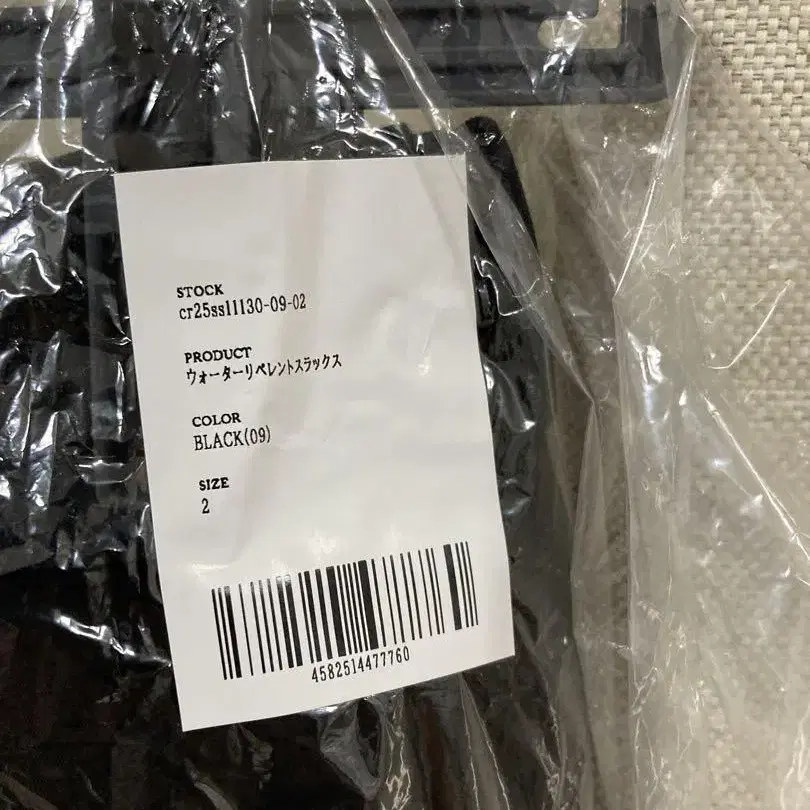 STOCK
cr25ss11130-09-02
PRODUCT
ウォーターリペレントスラックス
COLOR
BLACK(09)
SIZE
2
4582514477760